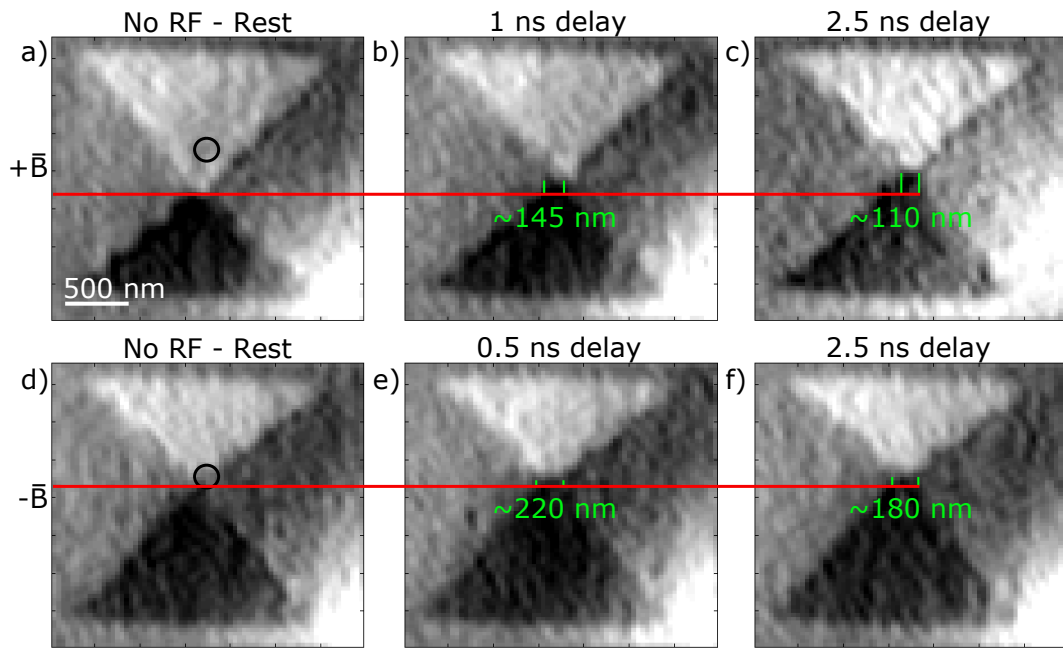 No RF - Rest
1 ns delay
2.5 ns delay
a)
b)
c)
+B̄
~145 nm
~110 nm
500 nm
No RF - Rest
0.5 ns delay
2.5 ns delay
d)
e)
f)
-B̄
~220 nm
~180 nm